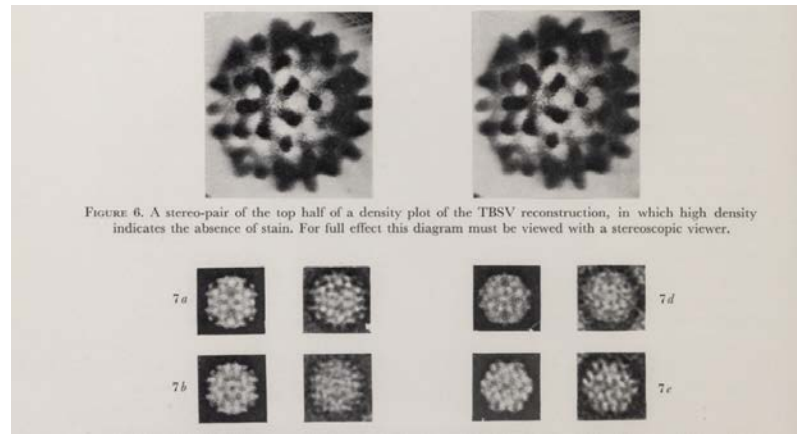 FIGURE 6. A stereo-pair of the top half of a density plot of the TBSV reconstruction, in which high density
indicates the absence of stain. For full effect this diagram must be viewed with a stereoscopic viewer.
7a
7d
7b
7e